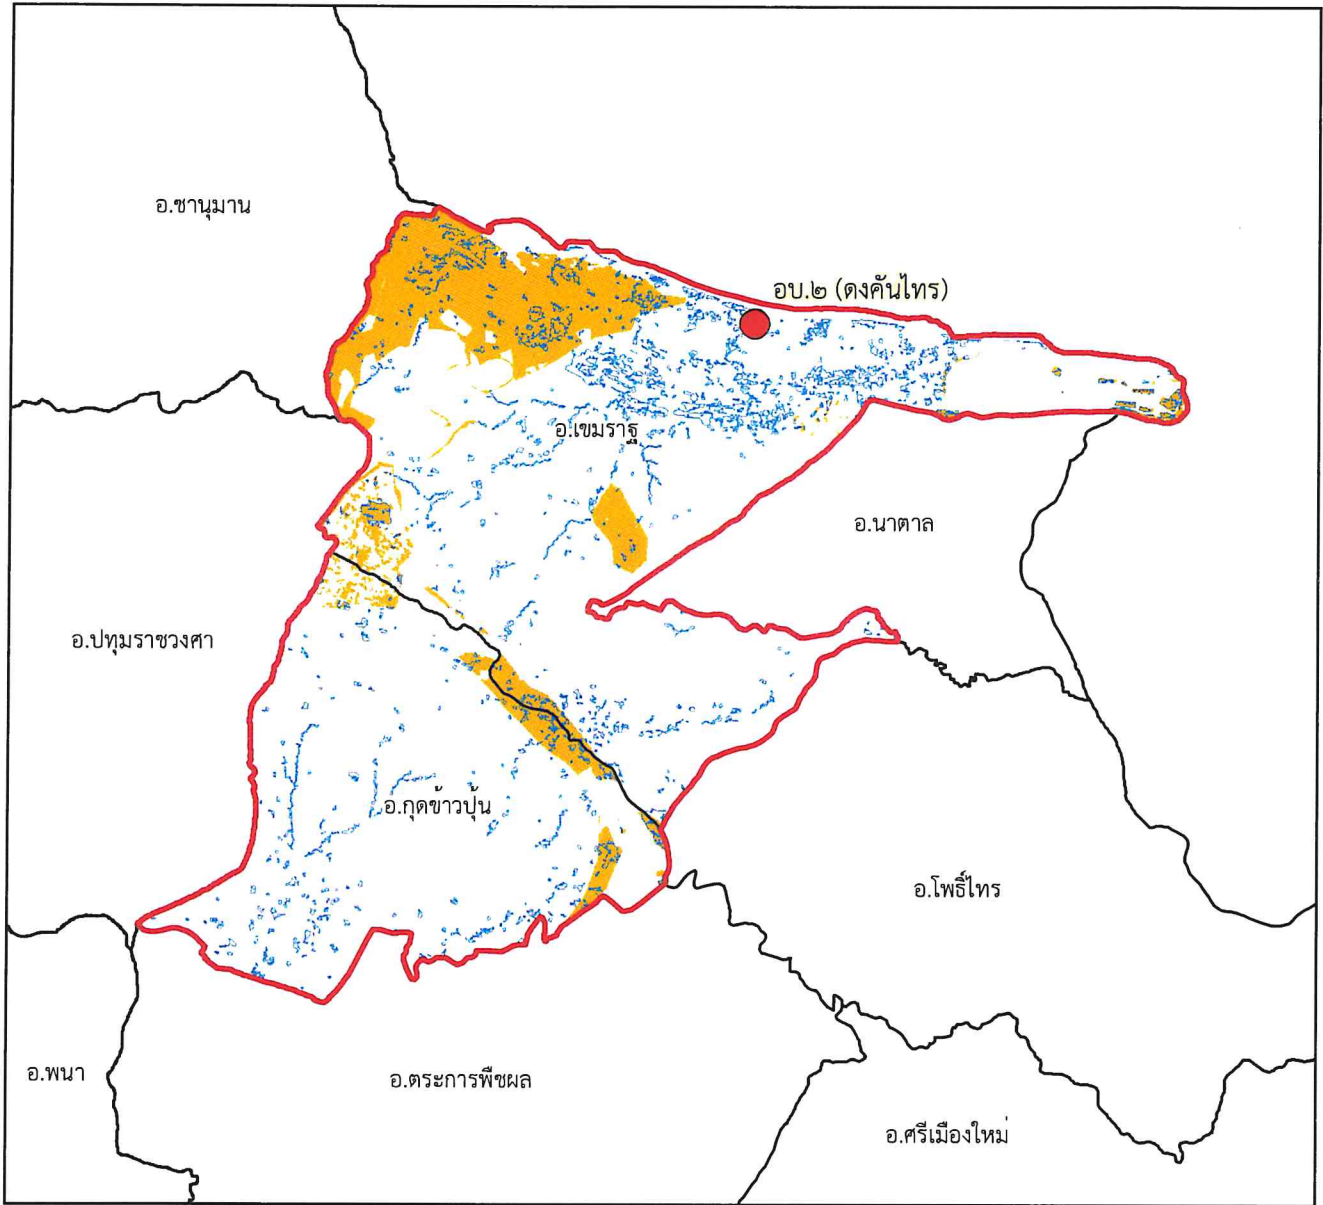 อ.ชานุมาน
อบ.๒ (ดงคันไทร)
อ.เขมราฐ
อ.นาตาล
อ.ปทุมราชวงศา
อ.กุดข้าวปุ้น
อ.โพธิ์ไทร
อ.พนา
อ.ตระการพืชผล
อ.ศรีเมืองใหม่